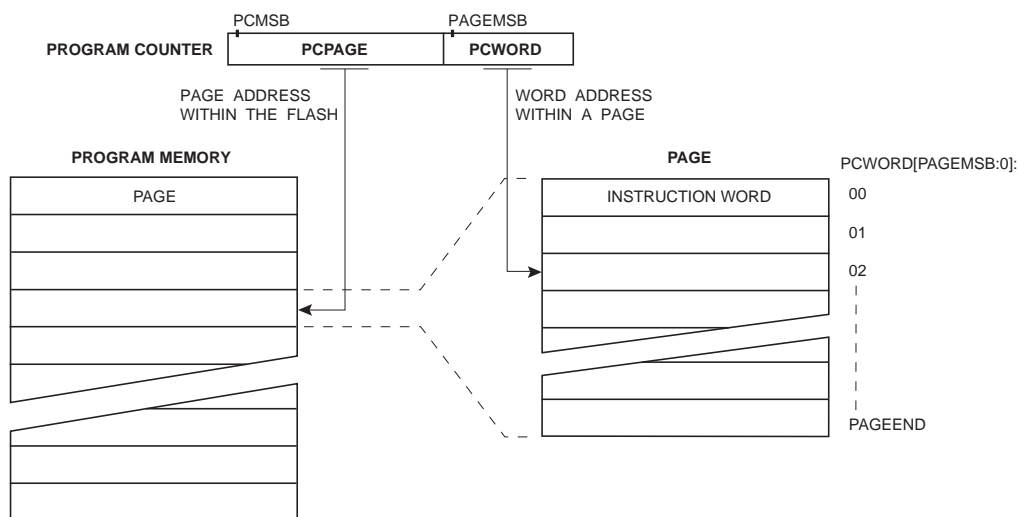 PCMSB
PAGEMSB
PROGRAM COUNTER
PCPAGE
PCWORD
PAGE ADDRESS
WITHIN THE FLASH
WORD ADDRESS
WITHIN A PAGE
PROGRAM MEMORY
PAGE
PCWORD[PAGEMSB:0]:
PAGE
INSTRUCTION WORD
00
01
02
PAGEEND